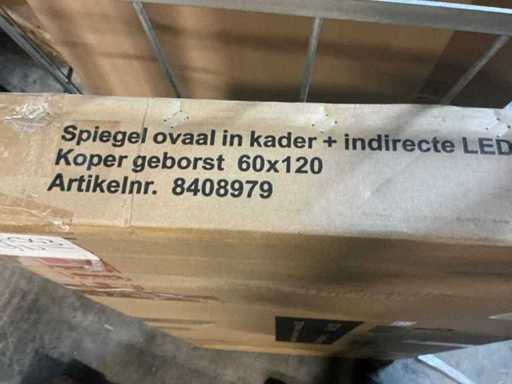 Spiegel ovaal in kader + indirecte LED
Koper geborst 60x120
Artikelnr. 8408979